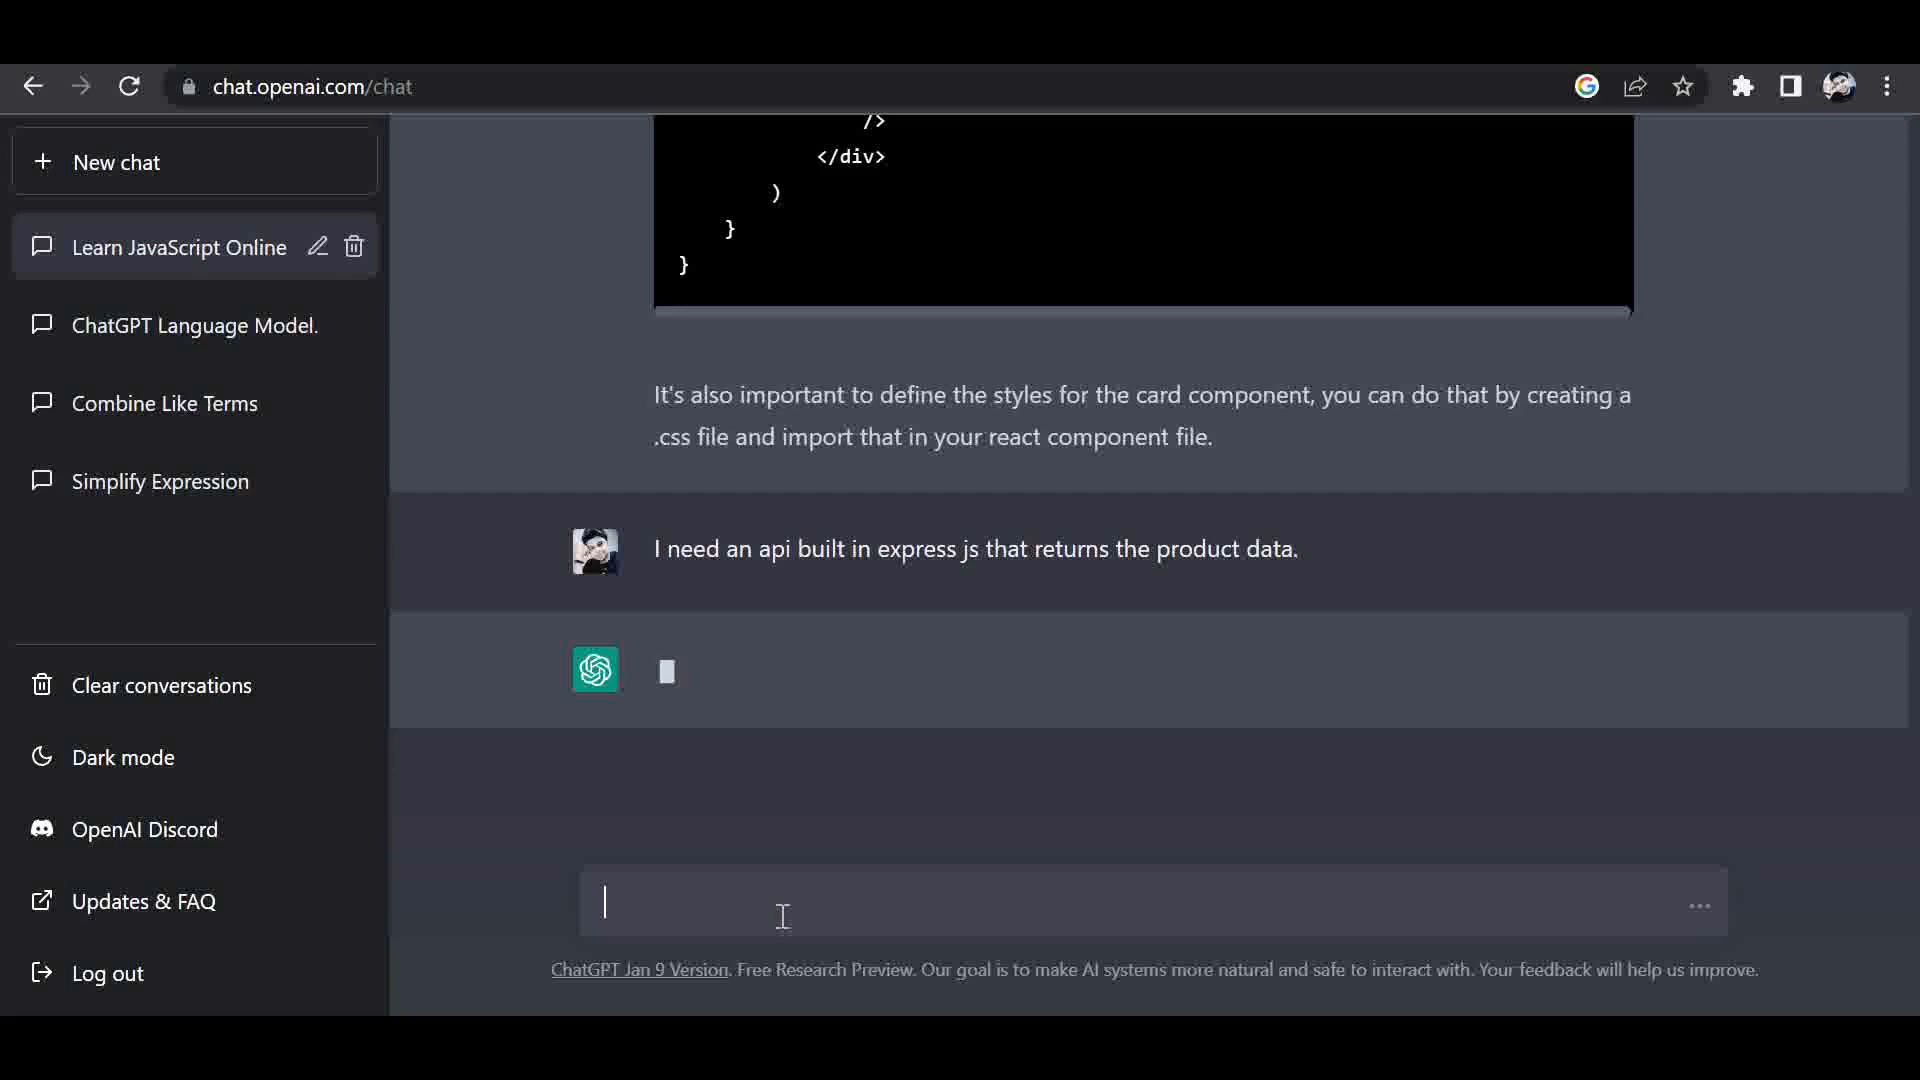 chat.openai.com/chat
New chat
Learn JavaScript Online
ChatGPT Language Model.
Combine Like Terms
Simplify Expression
Clear conversations
Dark mode
OpenAI Discord
Updates & FAQ
Log out
/>
</div>
)
}
}
It's also important to define the styles for the card component, you can do that by creating a
.css file and import that in your react component file.
I need an api built in express js that returns the product data.
ChatGPT Jan 9 Version. Free Research Preview. Our goal is to make AI systems more natural and safe to interact with. Your feedback will help us improve.